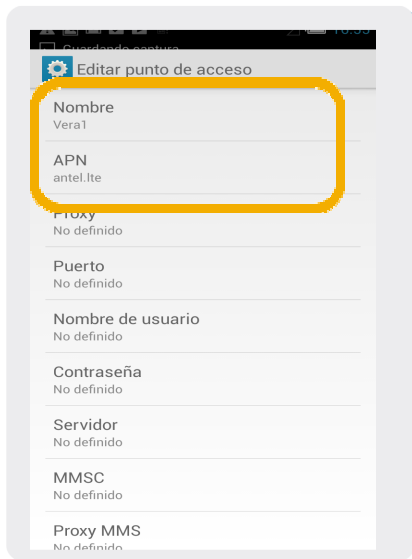 Guardando captura
Editar punto de acceso
Nombre
Vera1
APN
antel.lte
Proxy
No definido
Puerto
No definido
Nombre de usuario
No definido
Contraseña
No definido
Servidor
No definido
MMSC
No definido
Proxy MMS
No definido